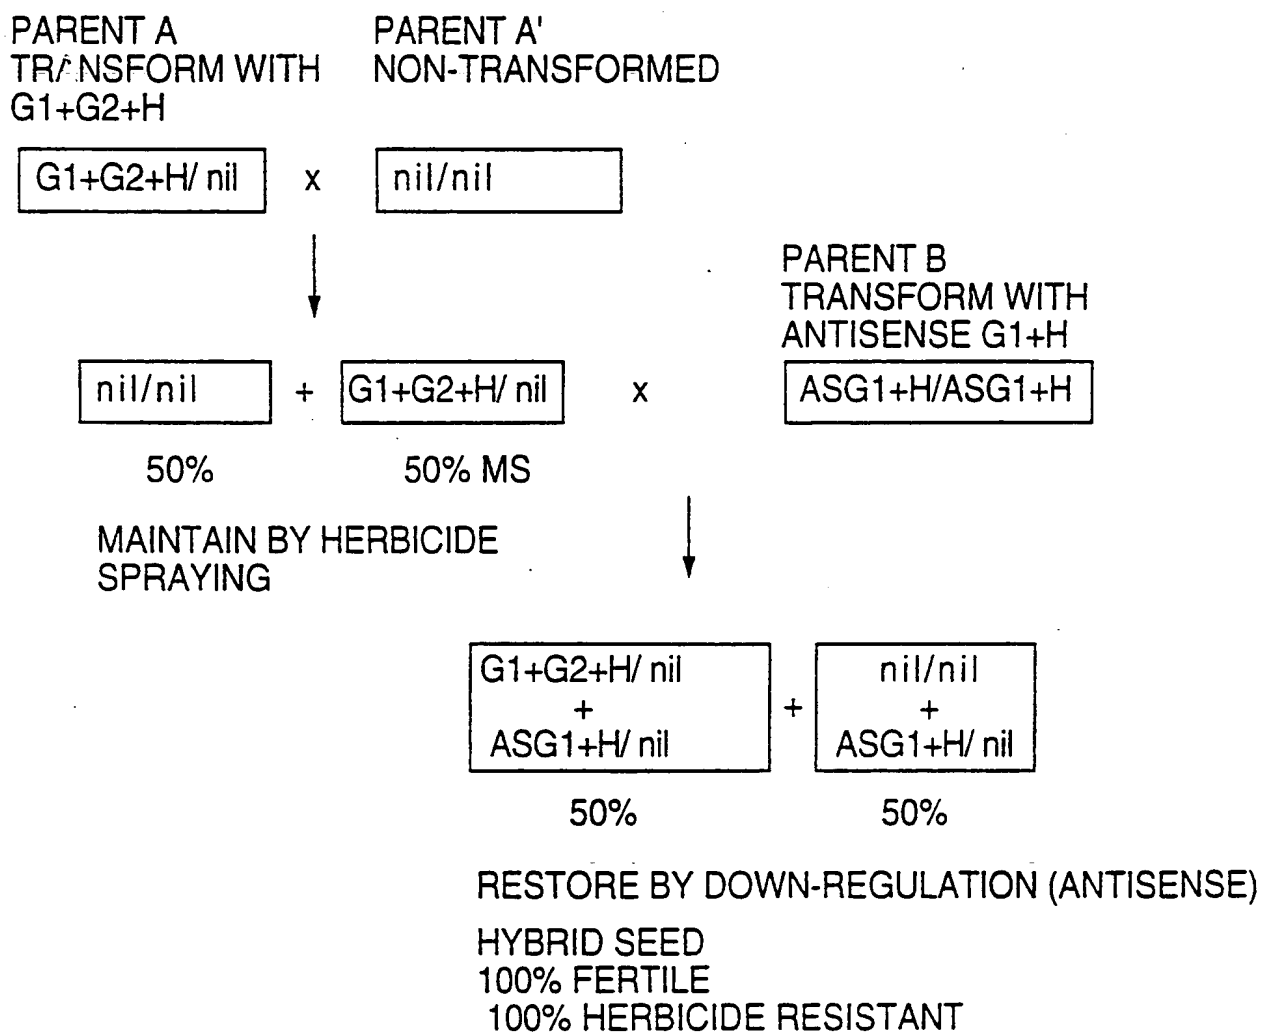 PARENT A
TRANSFORM WITH
G1+G2+H
PARENT A'
NON-TRANSFORMED
G1+G2+H/ nil
x
nil/nil
PARENT B
TRANSFORM WITH
ANTISENSE G1+H
nil/nil
+
G1+G2+H/ nil
x
ASG1+H/ASG1+H
50%
50% MS
MAINTAIN BY HERBICIDE
SPRAYING
G1+G2+H/ nil
+
ASG1+H/ nil
+
nil/nil
+
ASG1+H/ nil
50%
50%
RESTORE BY DOWN-REGULATION (ANTISENSE)
HYBRID SEED
100% FERTILE
100% HERBICIDE RESISTANT